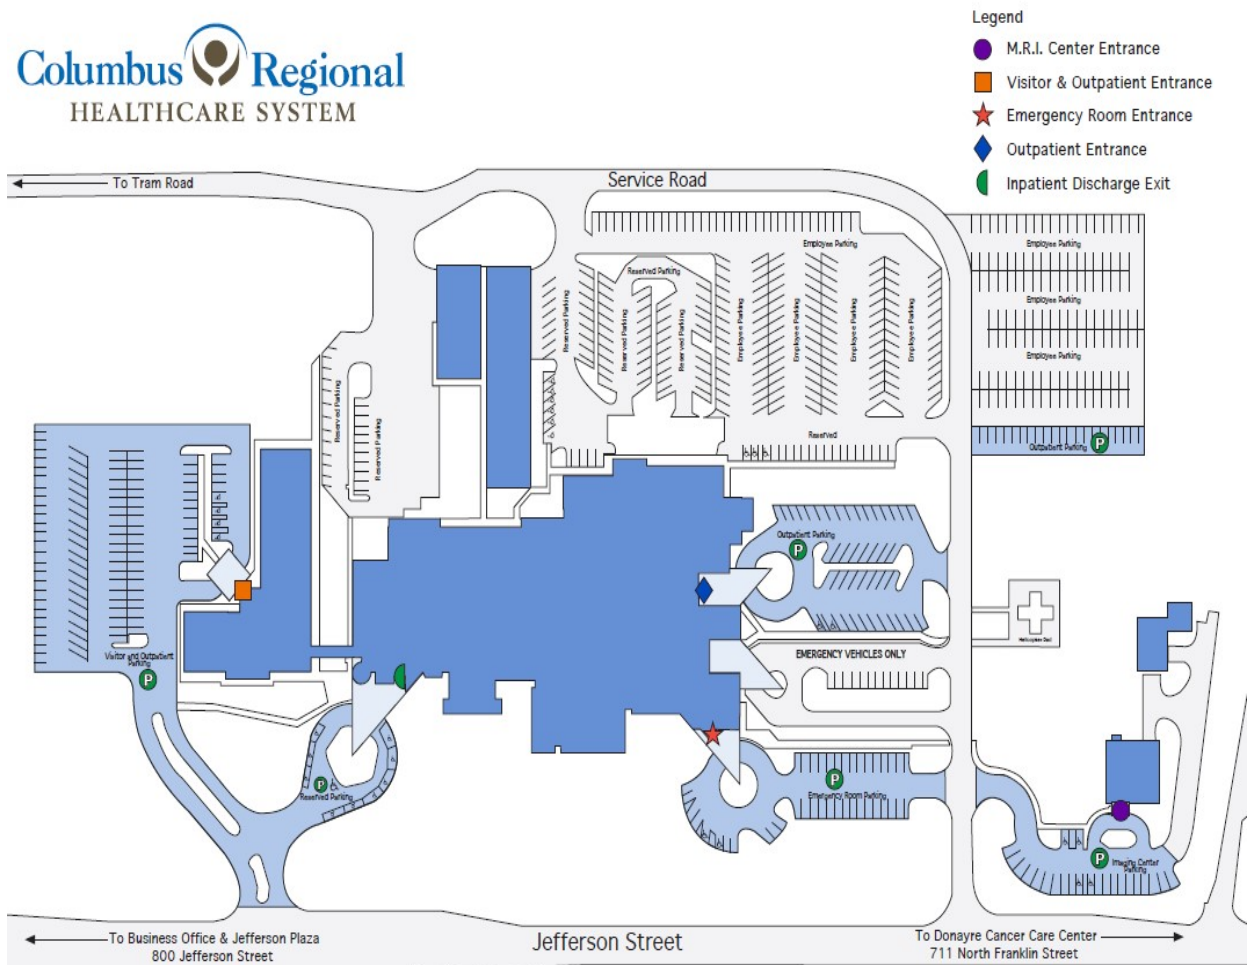 Columbus Regional
HEALTHCARE SYSTEM
Legend
M.R.I. Center Entrance
Visitor & Outpatient Entrance
Emergency Room Entrance
Outpatient Entrance
Inpatient Discharge Exit
To Tram Road
Service Road
Employee Parking
Employee Parking
Reserved Parking
Employee Parking
Employee Parking
Reserved Parking
Reserved Parking
Reserved Parking
Employee Parking
Employee Parking
Employee Parking
Employee Parking
Reserved Parking
Reserved Parking
Reserved
Outpatient Parking
P
Outpatient Parking
P
Helicopter Pad
EMERGENCY VEHICLES ONLY
Visitor and Outpatient
Parking
P
P
Reserved Parking
P
Emergency Room Parking
P
Imaging Center
Parking
To Business Office & Jefferson Plaza
800 Jefferson Street
Jefferson Street
To Donayre Cancer Care Center
711 North Franklin Street